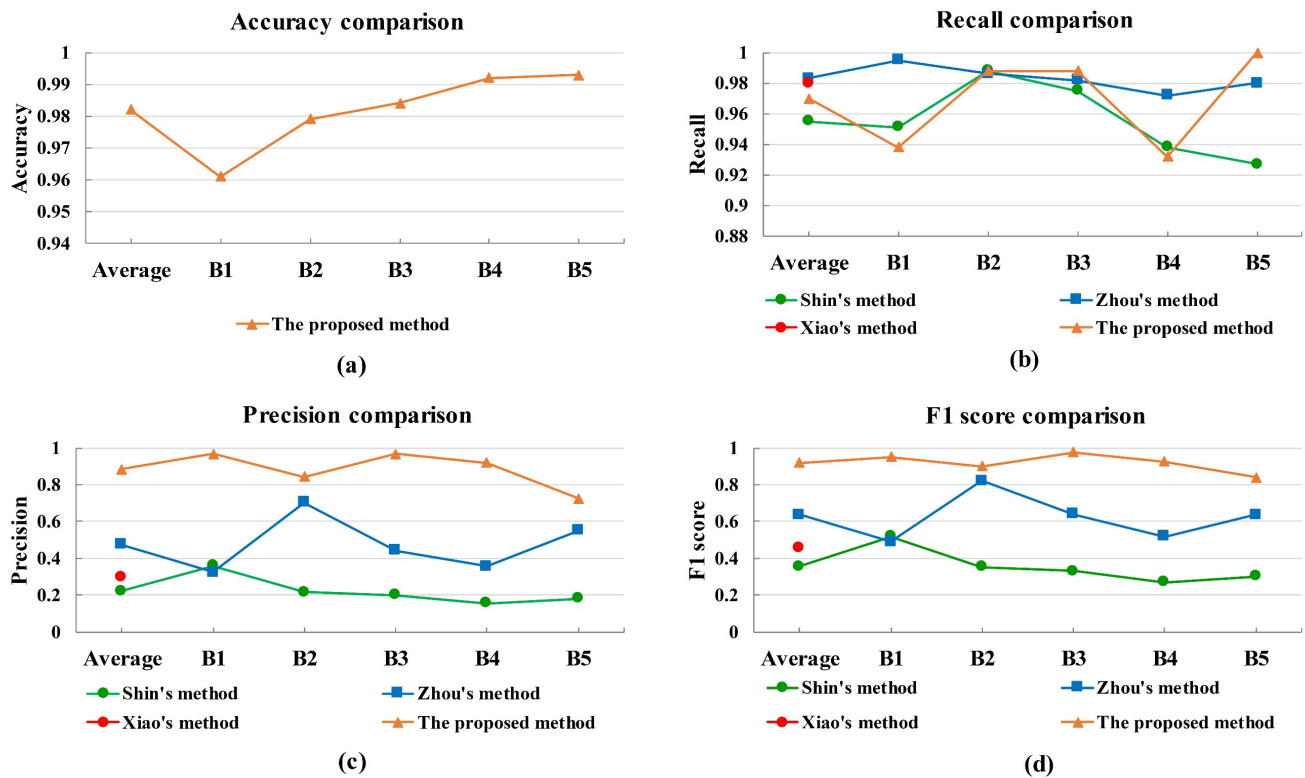 Accuracy comparison
1
0.99
0.98
0.97
0.96
0.95
0.94
Accuracy
Average B1 B2 B3 B4 B5
The proposed method
(a)
Recall comparison
1
0.98
0.96
0.94
0.92
0.9
0.88
Recall
Average B1 B2 B3 B4 B5
Shin's method Zhou's method
Xiao's method The proposed method
(b)
Precision comparison
1
0.8
0.6
0.4
0.2
0
Precision
Average B1 B2 B3 B4 B5
Shin's method Zhou's method
Xiao's method The proposed method
(c)
F1 score comparison
1
0.8
0.6
0.4
0.2
0
F1 score
Average B1 B2 B3 B4 B5
Shin's method Zhou's method
Xiao's method The proposed method
(d)